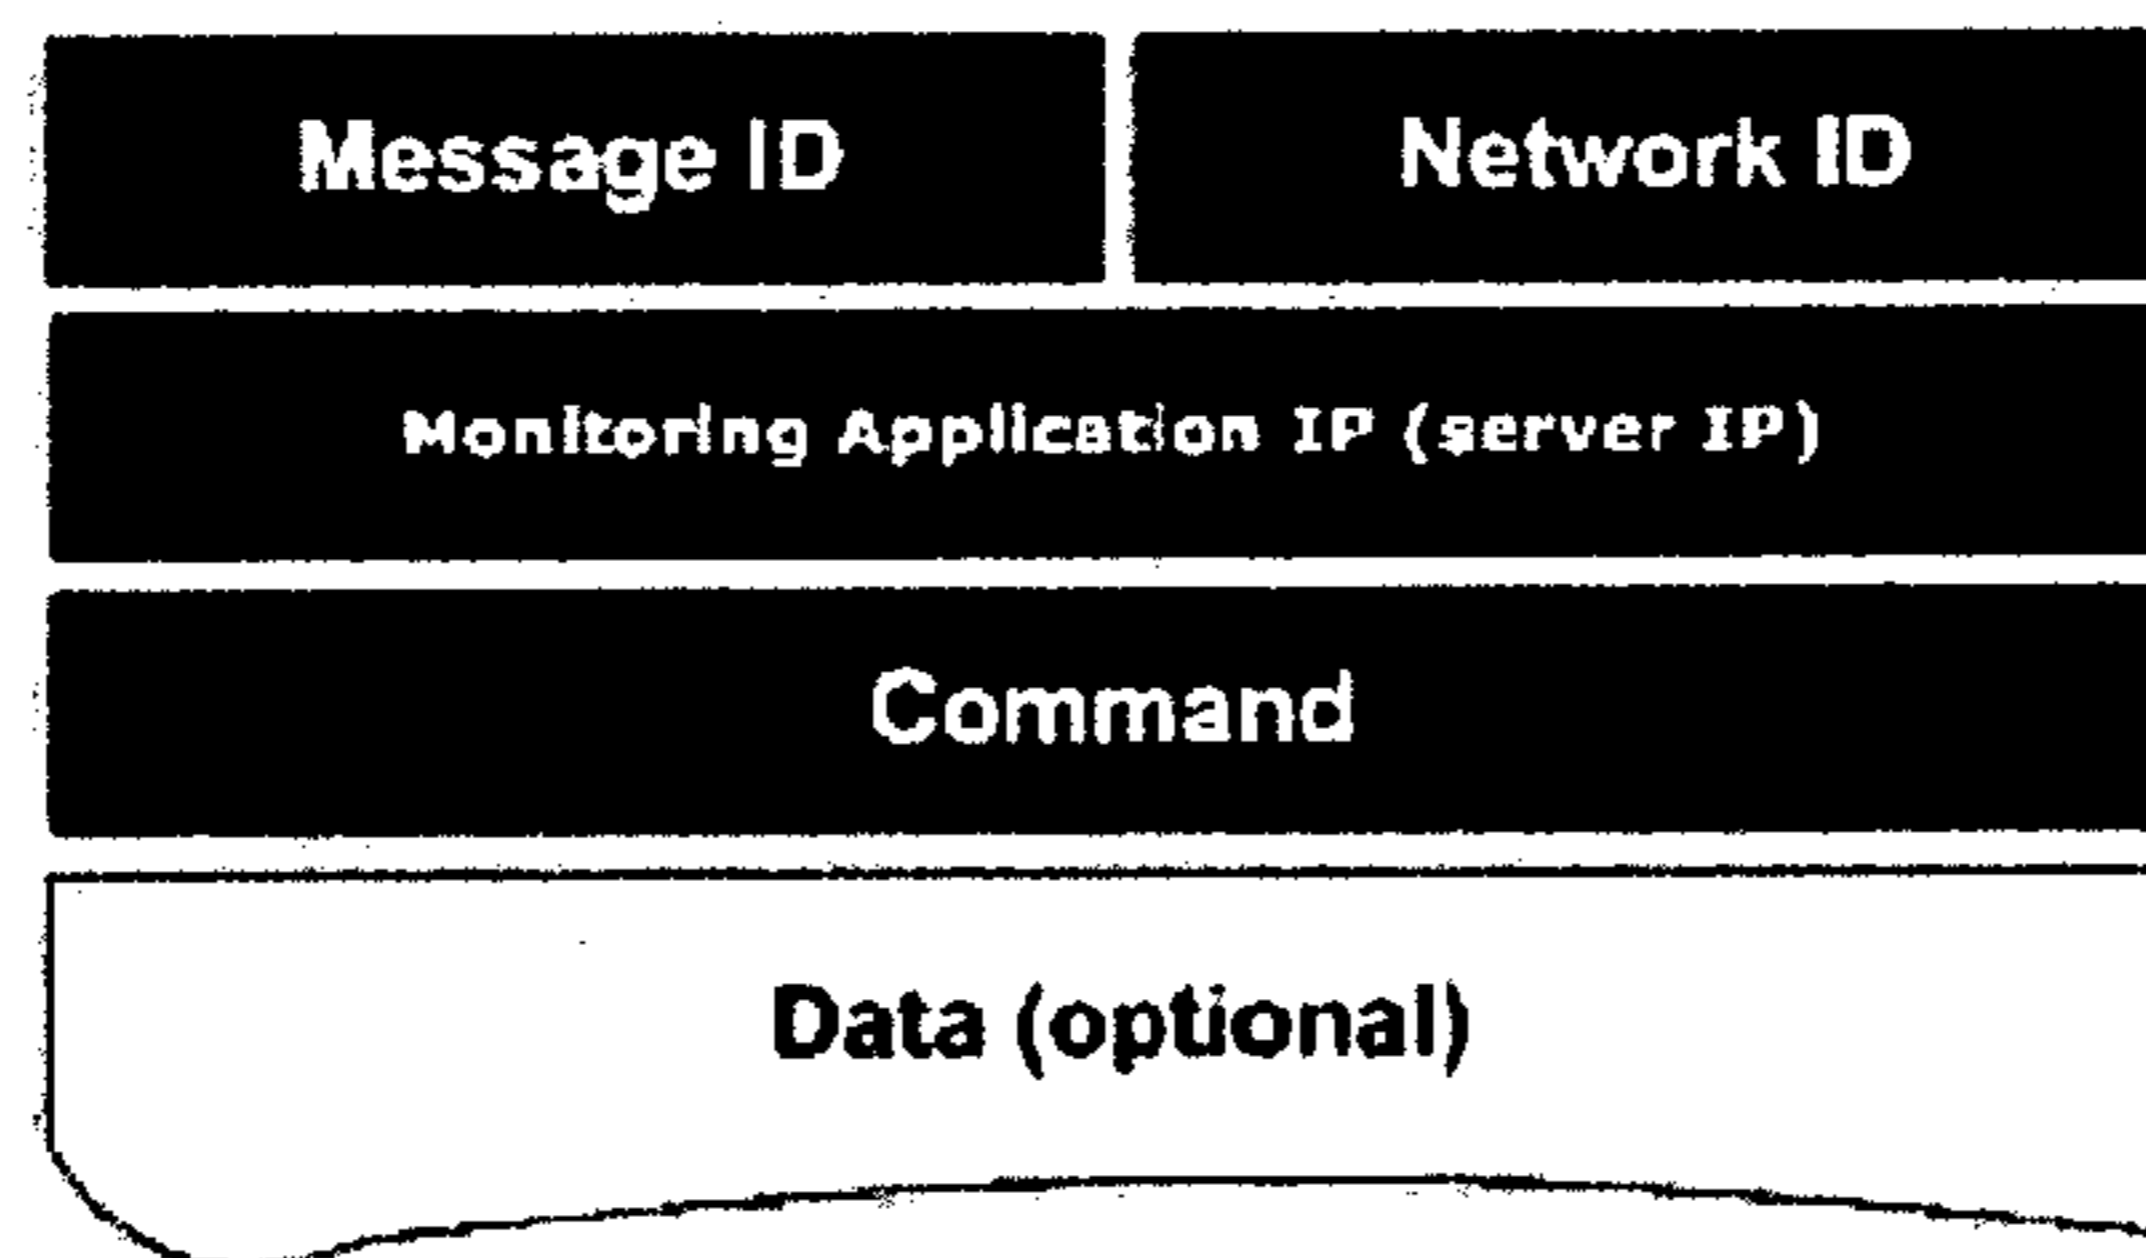 Message ID Network ID
Monitoring Application IP (server IP)
Command
Data (optional)